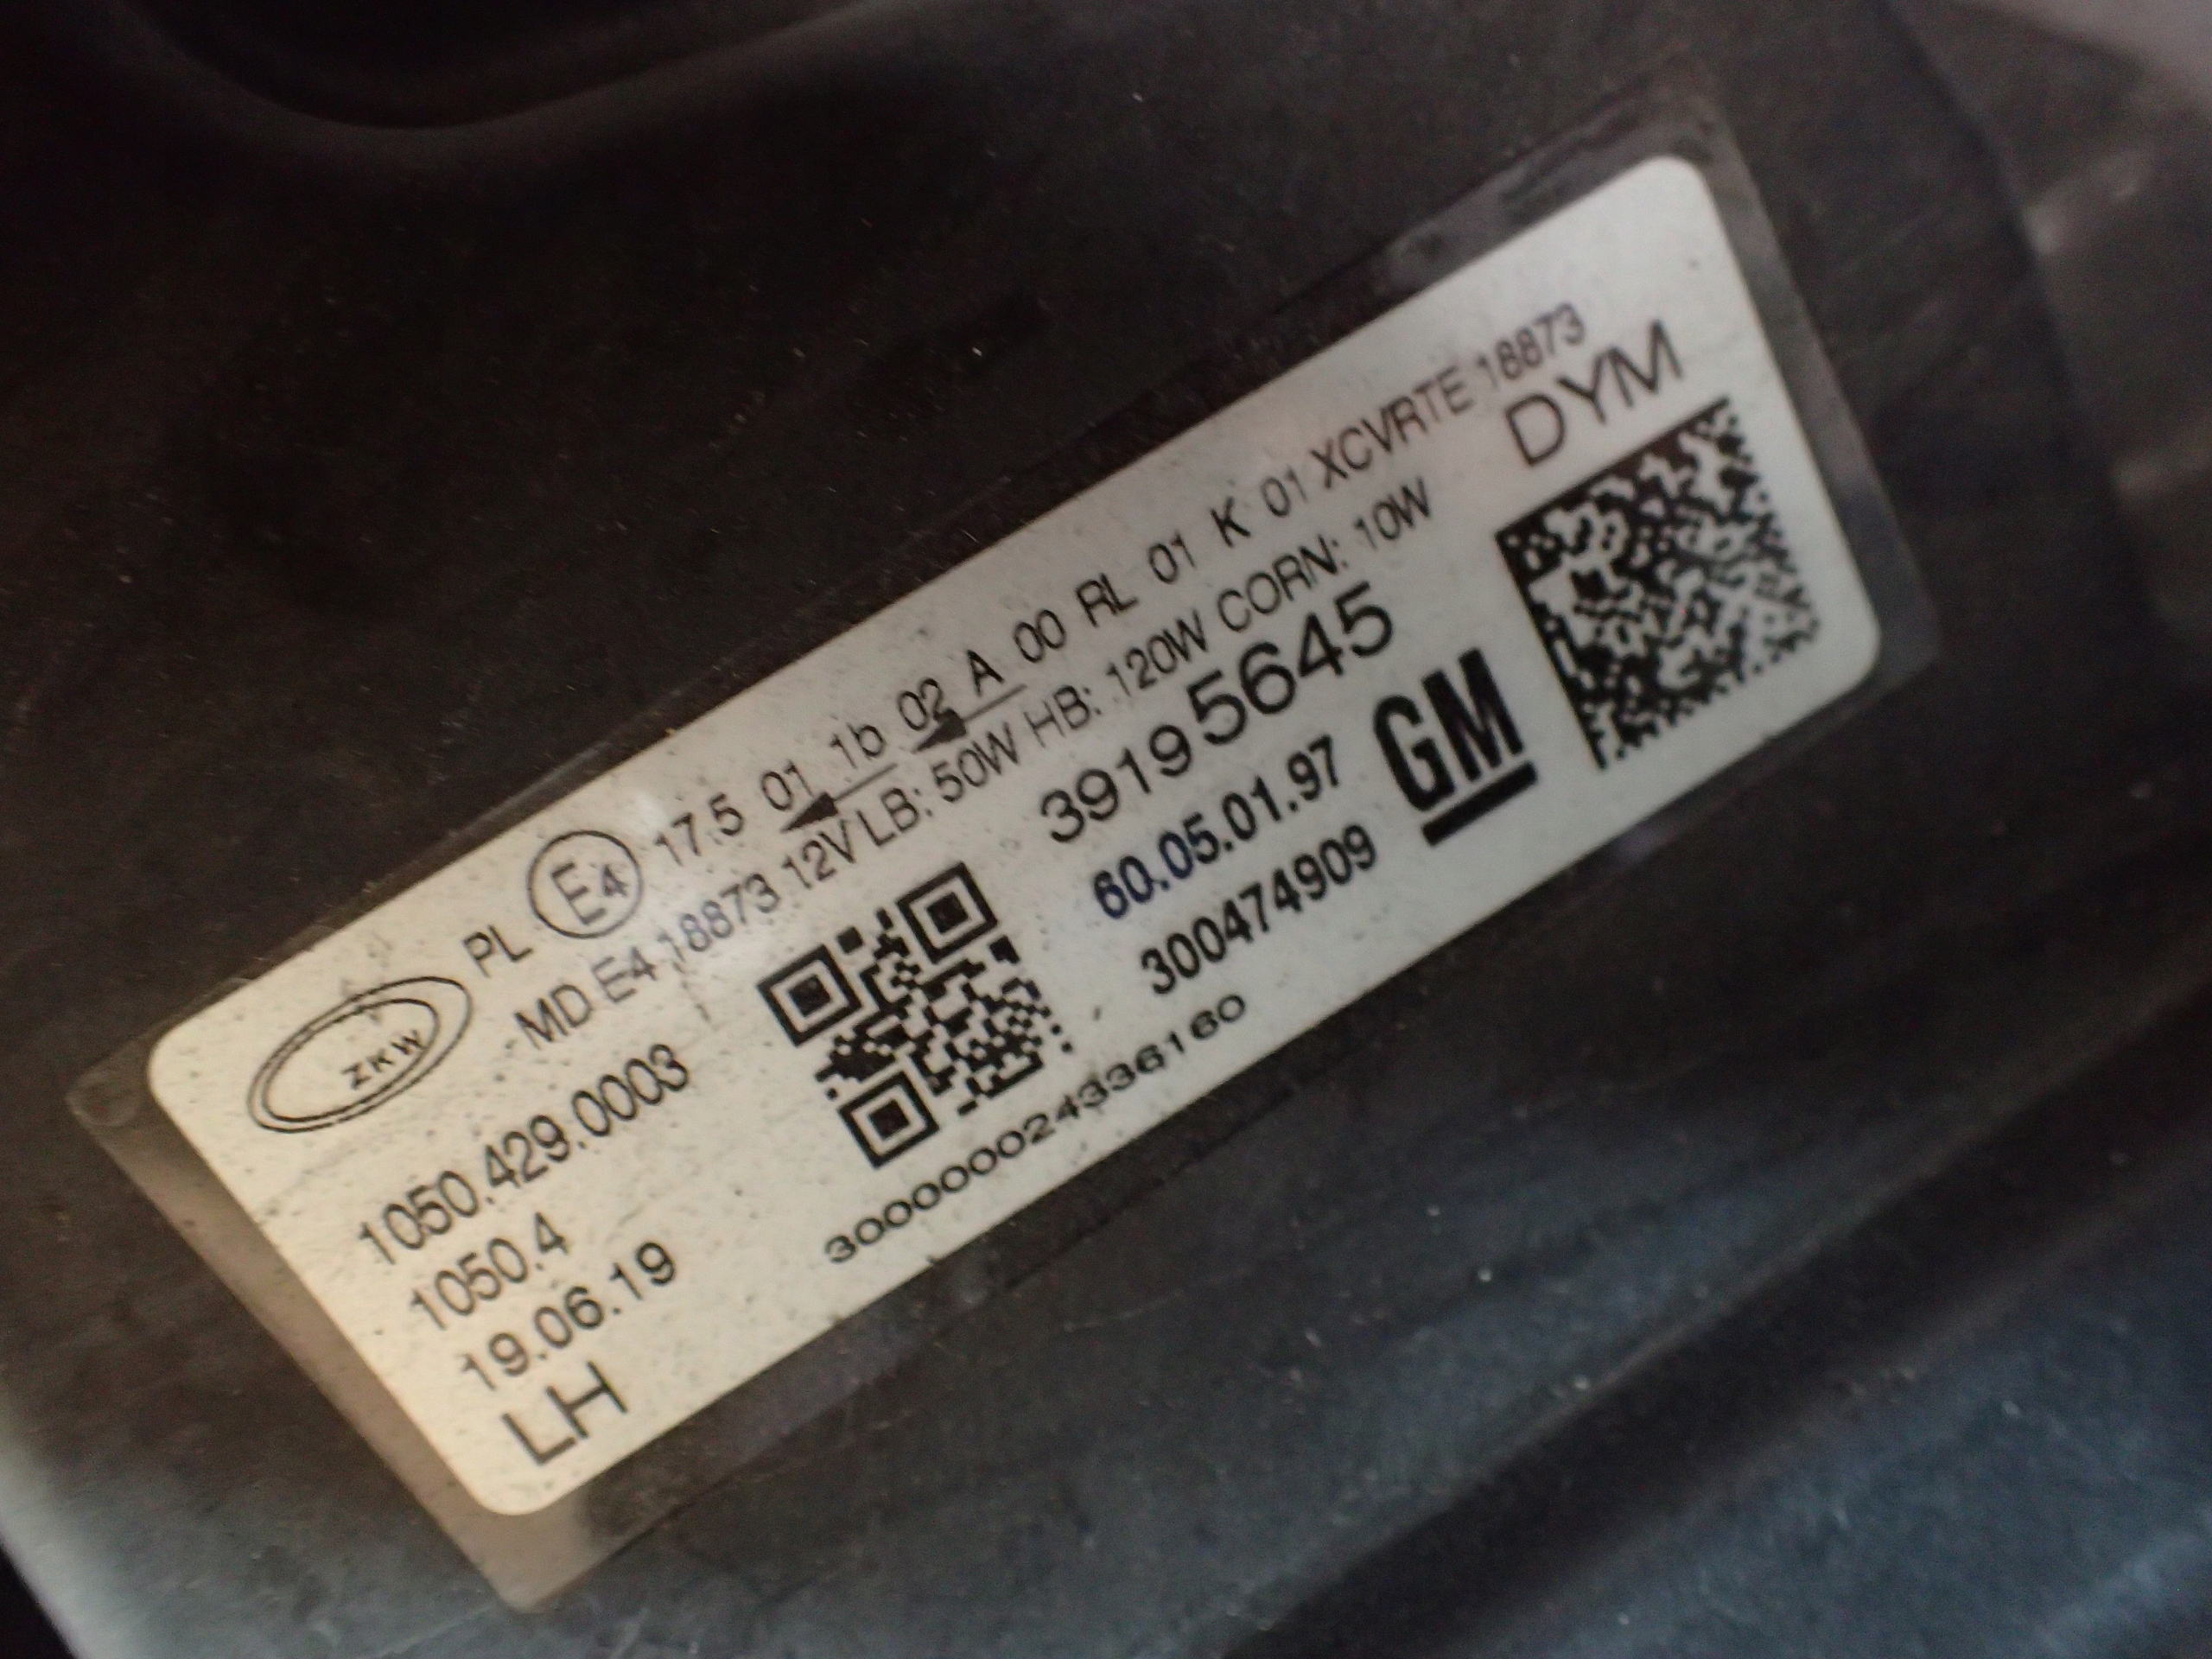 ZKW
PL E4 17.5 01 1b 02 A 00 RL 01 K 01 XCVRTE 18873
MD E4 18873 12V LB: 50W HB: 120W CORN: 10W
DYM
1050.429.0003
39195645
1050.4
60.05.01.97
GM
19.06.19
300474909
LH
300000024336160